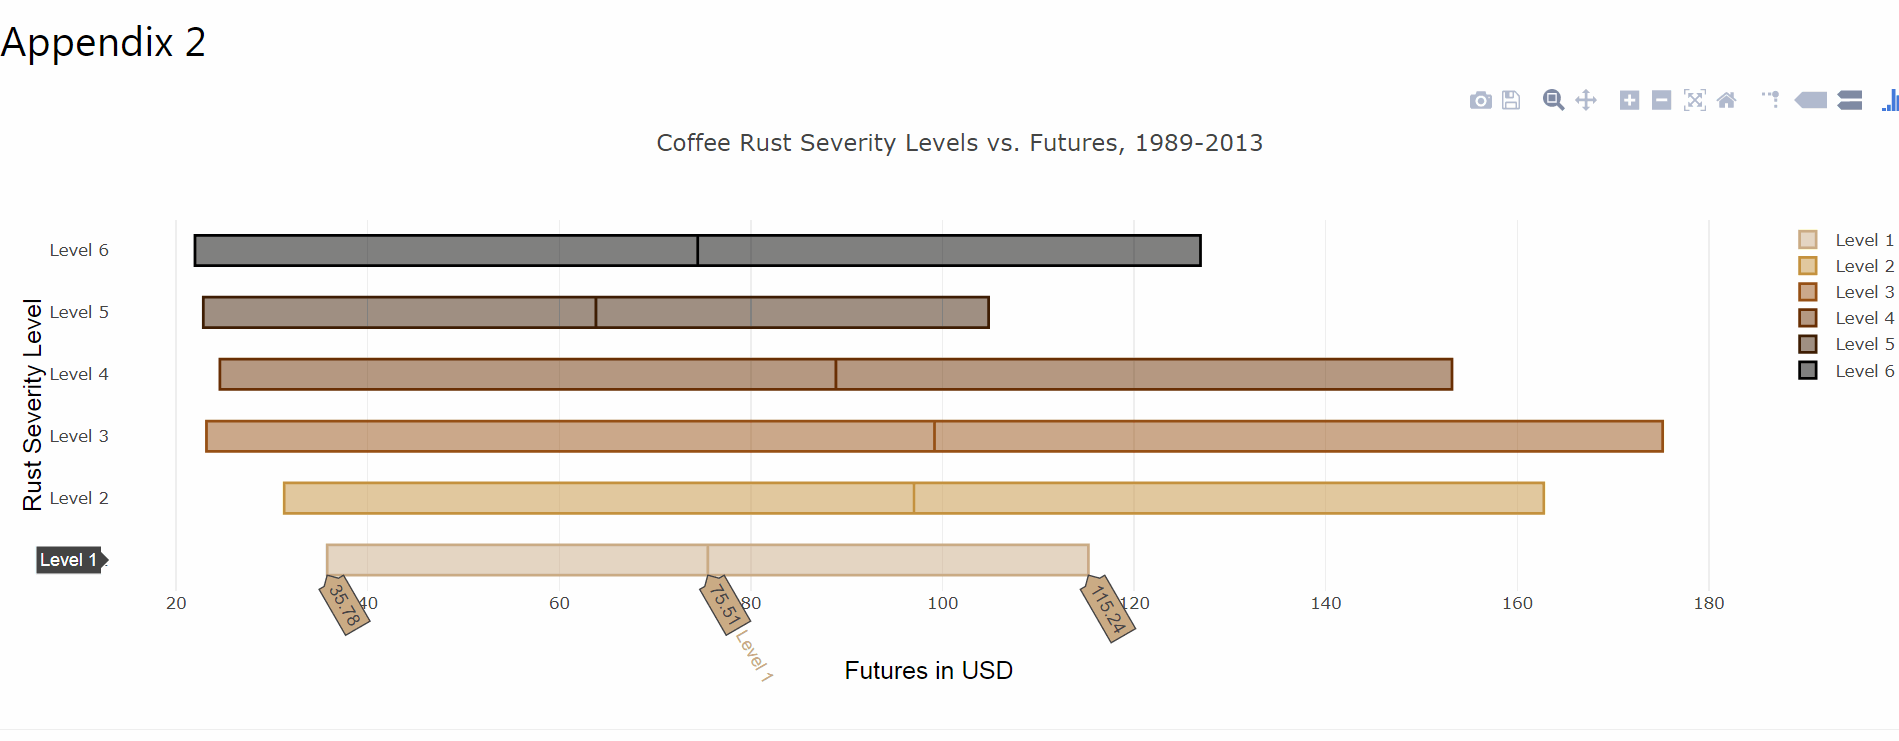 Appendix 2
Coffee Rust Severity Levels vs. Futures, 1989-2013
Rust Severity Level
Level 6
Level 5
Level 4
Level 3
Level 2
Level 1
35.78
75.51
115.24
Level 1
20
40
60
80
100
120
140
160
180
Futures in USD
Level 1
Level 2
Level 3
Level 4
Level 5
Level 6